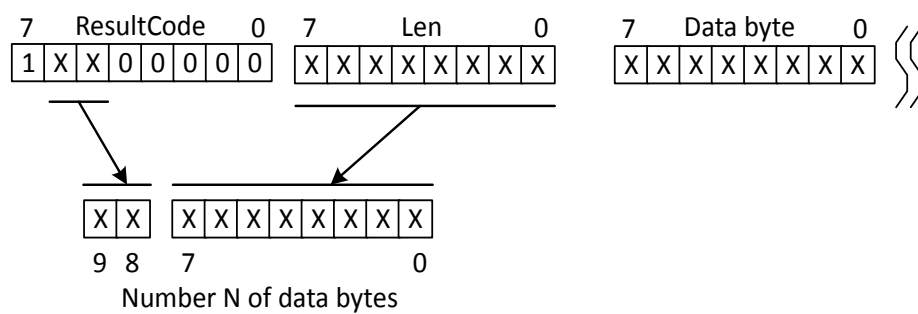 7 ResultCode 0 7 Len 0 7 Data byte 0
1 X X 0 0 0 0 0 X X X X X X X X X X X X X X X X
X X X X X X X X X X
9 8 7 0
Number N of data bytes